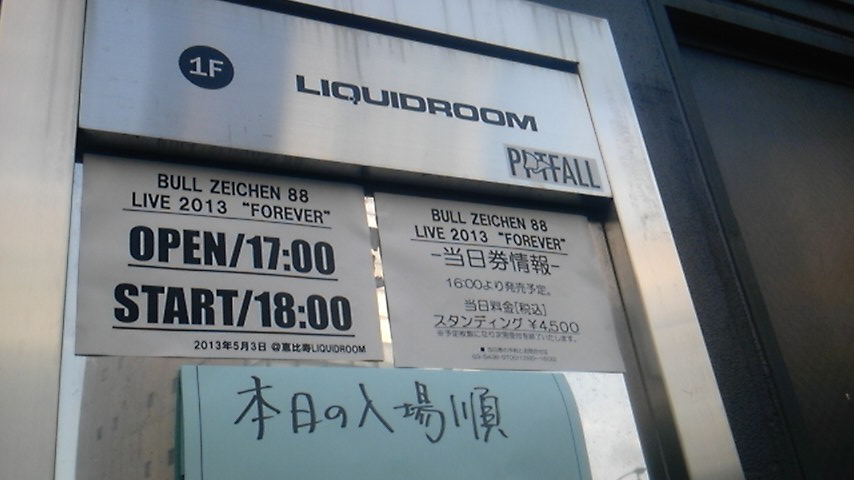 1F
LIQUIDROOM
PITFALL
BULL ZEICHEN 88
LIVE 2013 "FOREVER"
OPEN/17:00
START/18:00
2013年5月3日 @恵比寿LIQUIDROOM
BULL ZEICHEN 88
LIVE 2013 "FOREVER"
-当日券情報-
16:00より発売予定。
当日料金[税込]
スタンディング ¥4,500
本日の入場順